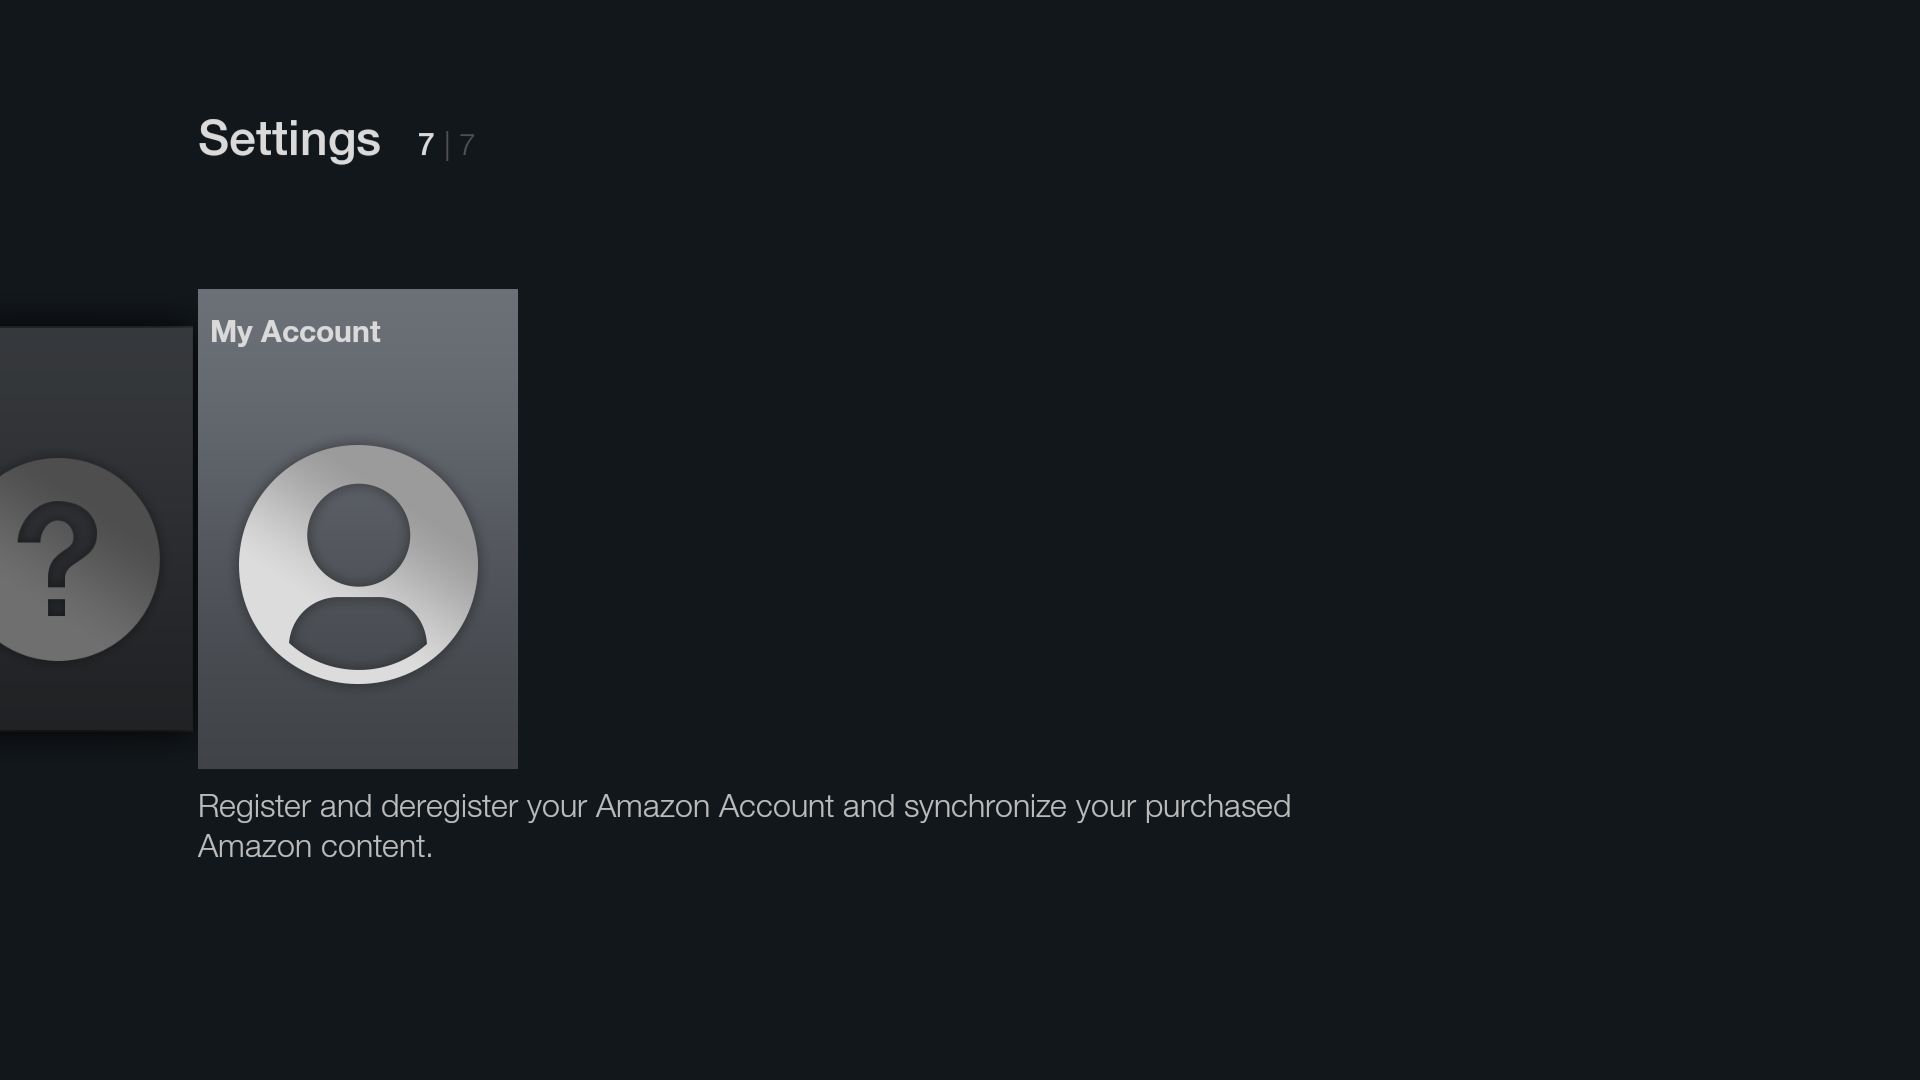 Settings 7 | 7
My Account
?
Register and deregister your Amazon Account and synchronize your purchased
Amazon content.